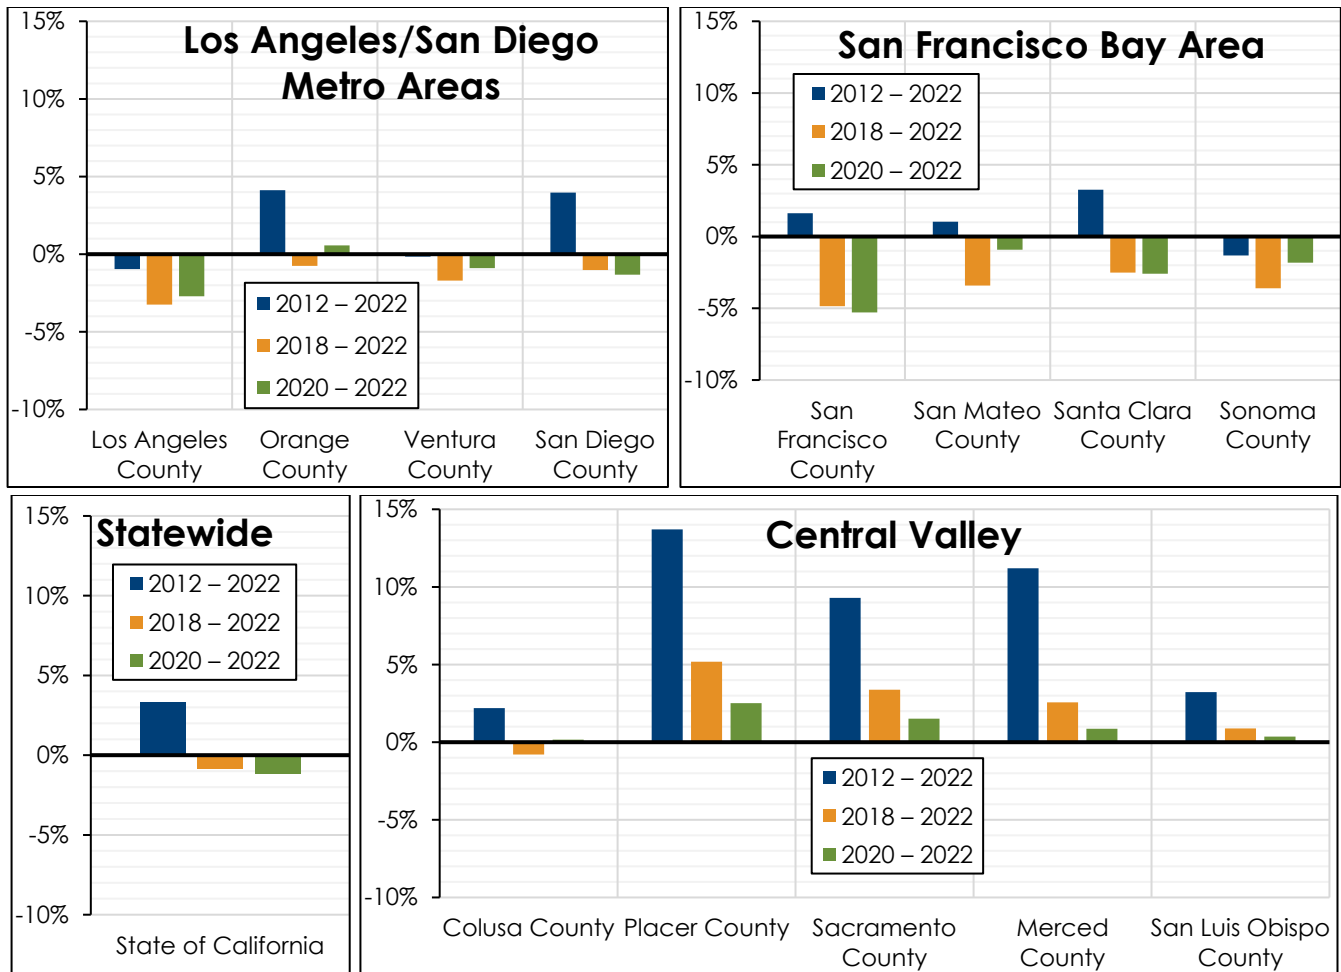 Los Angeles/San Diego
Metro Areas
15%
10%
5%
0%
-5%
-10%
2012 – 2022
2018 – 2022
2020 – 2022
Los Angeles
County
Orange
County
Ventura
County
San Diego
County
San Francisco Bay Area
15%
10%
5%
0%
-5%
-10%
2012 – 2022
2018 – 2022
2020 – 2022
San
Francisco
County
San Mateo
County
Santa Clara
County
Sonoma
County
Statewide
15%
10%
5%
0%
-5%
-10%
2012 – 2022
2018 – 2022
2020 – 2022
State of California
Central Valley
15%
10%
5%
0%
-5%
-10%
2012 – 2022
2018 – 2022
2020 – 2022
Colusa County
Placer County
Sacramento
County
Merced
County
San Luis Obispo
County